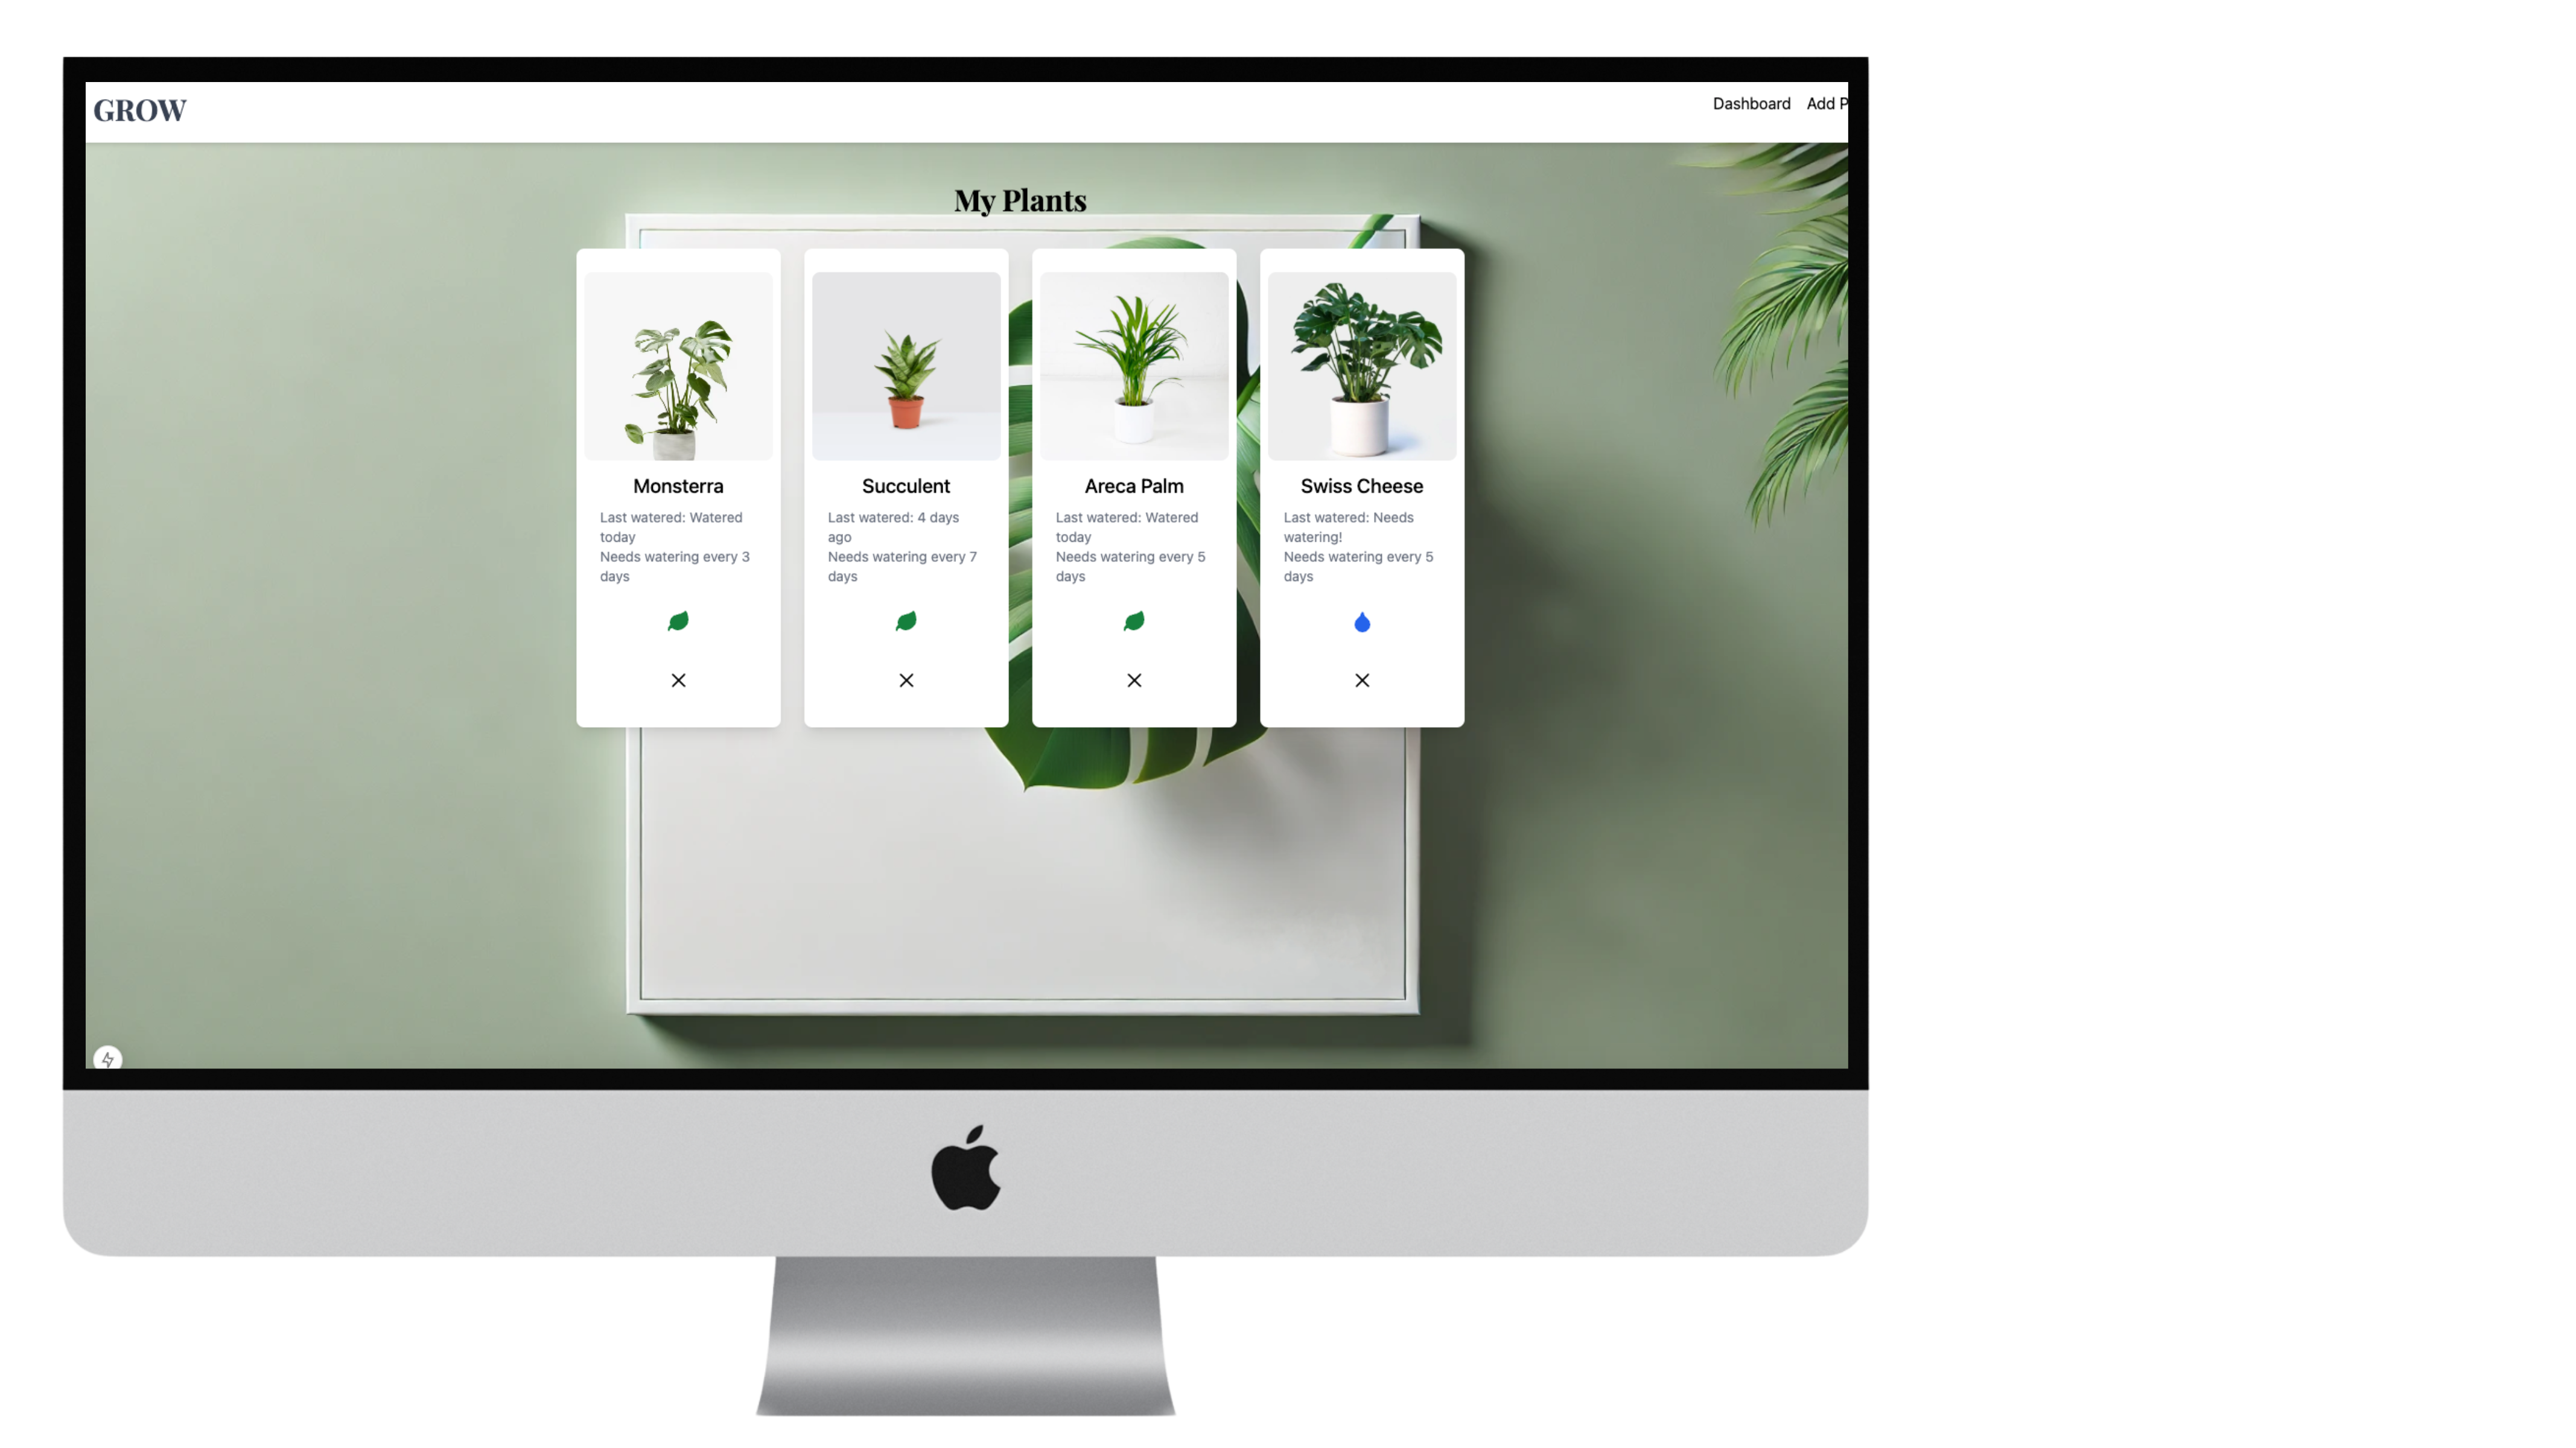 GROW
Dashboard Add P
My Plants
Monsterra
Last watered: Watered
today
Needs watering every 3
days
Succulent
Last watered: 4 days
ago
Needs watering every 7
days
Areca Palm
Last watered: Watered
today
Needs watering every 5
days
Swiss Cheese
Last watered: Needs
watering!
Needs watering every 5
days